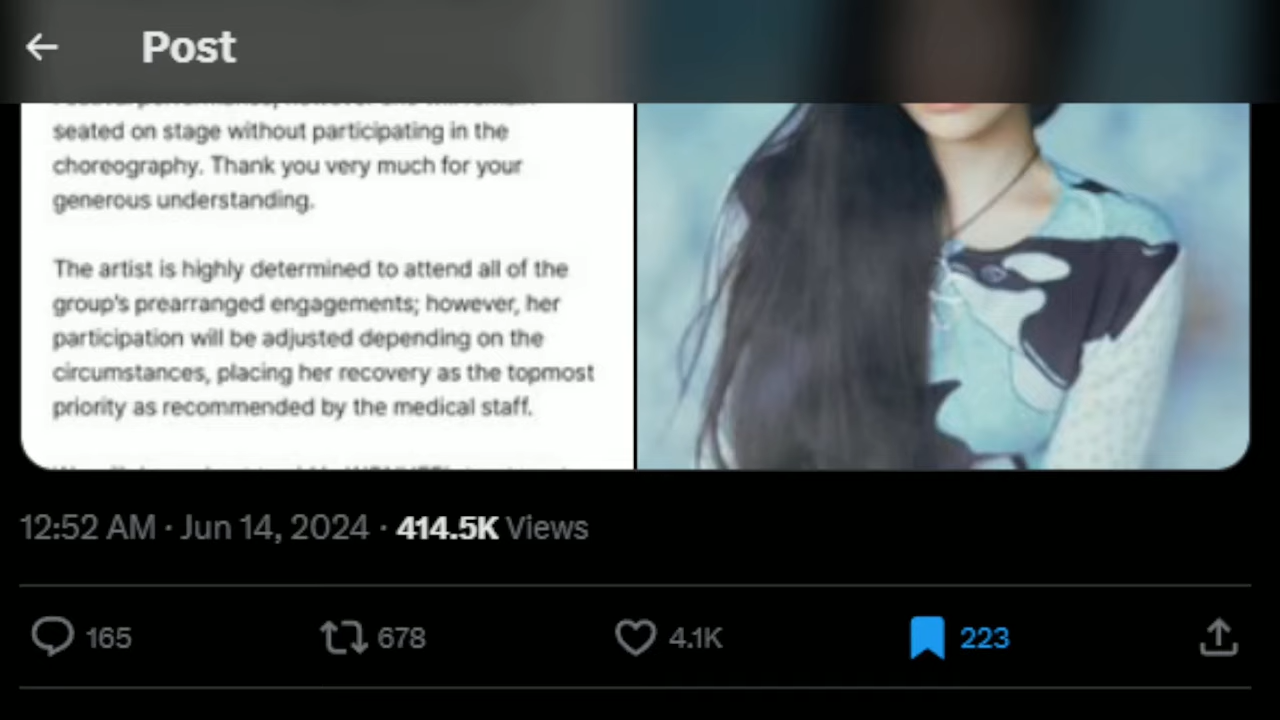 Post
seated on stage without participating in the
choreography. Thank you very much for your
generous understanding.
The artist is highly determined to attend all of the
group's prearranged engagements; however, her
participation will be adjusted depending on the
circumstances, placing her recovery as the topmost
priority as recommended by the medical staff.
12:52 AM · Jun 14, 2024 · 414.5K Views
165 678 4.1K 223